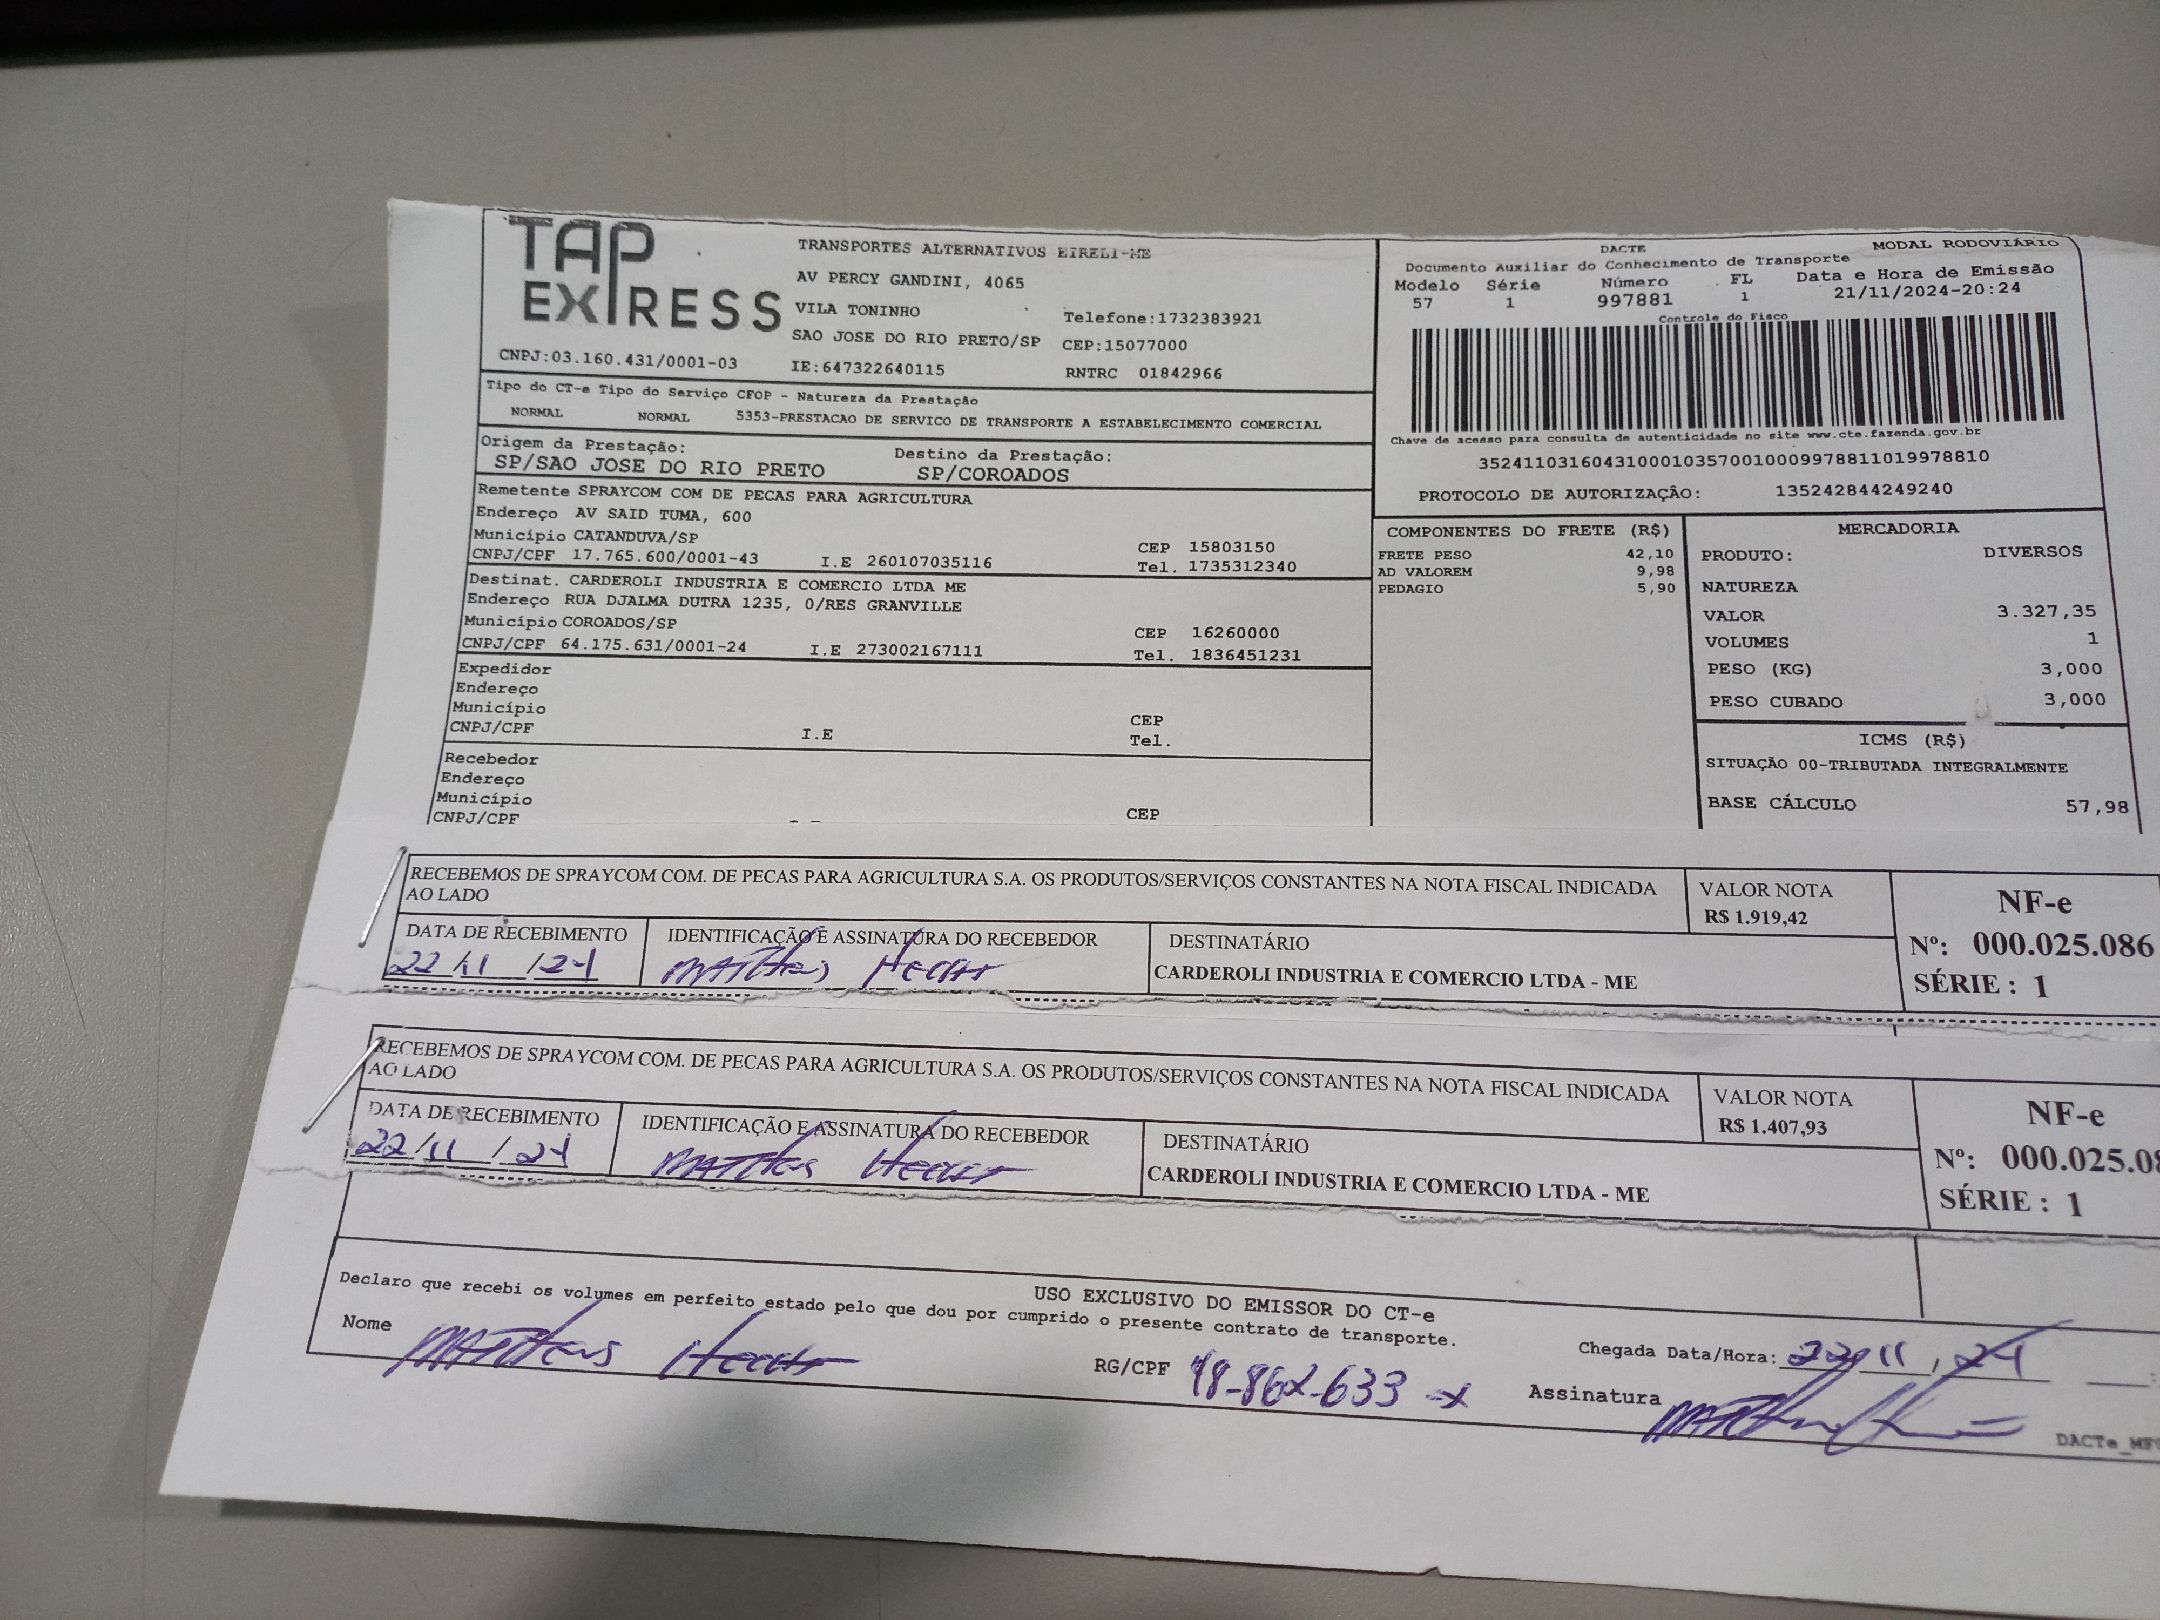 TAP EXPRESS
TRANSPORTES ALTERNATIVOS EIRELI-ME
AV PERCY GANDINI, 4065
VILA TONINHO Telefone:1732383921
SAO JOSE DO RIO PRETO/SP CEP:15077000
CNPJ:03.160.431/0001-03 IE:647322640115 RNTRC 01842966
DACTE MODAL RODOVIÁRIO
Documento Auxiliar do Conhecimento de Transporte
Modelo Série Número FL Data e Hora de Emissão
57 1 997881 1 21/11/2024-20:24
Controle do Fisco
Chave de acesso para consulta de autenticidade no site www.cte.fazenda.gov.br
35241103160431000103570010009978811019978810
PROTOCOLO DE AUTORIZAÇÃO: 135242844249240
Tipo do CT-e Tipo do Serviço CFOP - Natureza da Prestação
NORMAL NORMAL 5353-PRESTACAO DE SERVICO DE TRANSPORTE A ESTABELECIMENTO COMERCIAL
Origem da Prestação: Destino da Prestação:
SP/SAO JOSE DO RIO PRETO SP/COROADOS
Remetente SPRAYCOM COM DE PECAS PARA AGRICULTURA
Endereço AV SAID TUMA, 600
Município CATANDUVA/SP CEP 15803150
CNPJ/CPF 17.765.600/0001-43 I.E 260107035116 Tel. 1735312340
Destinat. CARDEROLI INDUSTRIA E COMERCIO LTDA ME
Endereço RUA DJALMA DUTRA 1235, 0/RES GRANVILLE
Município COROADOS/SP CEP 16260000
CNPJ/CPF 64.175.631/0001-24 I.E 273002167111 Tel. 1836451231
Expedidor
Endereço
Município CEP
CNPJ/CPF I.E Tel.
Recebedor
Endereço
Município
CNPJ/CPF CEP
COMPONENTES DO FRETE (R$)
FRETE PESO 42,10
AD VALOREM 9,98
PEDAGIO 5,90
MERCADORIA
PRODUTO: DIVERSOS
NATUREZA
VALOR 3.327,35
VOLUMES 1
PESO (KG) 3,000
PESO CUBADO 3,000
ICMS (R$)
SITUAÇÃO 00-TRIBUTADA INTEGRALMENTE
BASE CÁLCULO 57,98
RECEBEMOS DE SPRAYCOM COM. DE PECAS PARA AGRICULTURA S.A. OS PRODUTOS/SERVIÇOS CONSTANTES NA NOTA FISCAL INDICADA
AO LADO
VALOR NOTA
R$ 1.919,42
NF-e
Nº: 000.025.086
SÉRIE : 1
DATA DE RECEBIMENTO IDENTIFICAÇÃO E ASSINATURA DO RECEBEDOR DESTINATÁRIO
22/11/24 Matheus CARDEROLI INDUSTRIA E COMERCIO LTDA - ME
RECEBEMOS DE SPRAYCOM COM. DE PECAS PARA AGRICULTURA S.A. OS PRODUTOS/SERVIÇOS CONSTANTES NA NOTA FISCAL INDICADA
AO LADO
VALOR NOTA
R$ 1.407,93
NF-e
Nº: 000.025.08
SÉRIE : 1
DATA DE RECEBIMENTO IDENTIFICAÇÃO E ASSINATURA DO RECEBEDOR DESTINATÁRIO
22/11/24 Matheus CARDEROLI INDUSTRIA E COMERCIO LTDA - ME
USO EXCLUSIVO DO EMISSOR DO CT-e
Declaro que recebi os volumes em perfeito estado pelo que dou por cumprido o presente contrato de transporte.
Nome Matheus RG/CPF 48-862-633-x
Chegada Data/Hora: 22/11/24
Assinatura
DACTe_